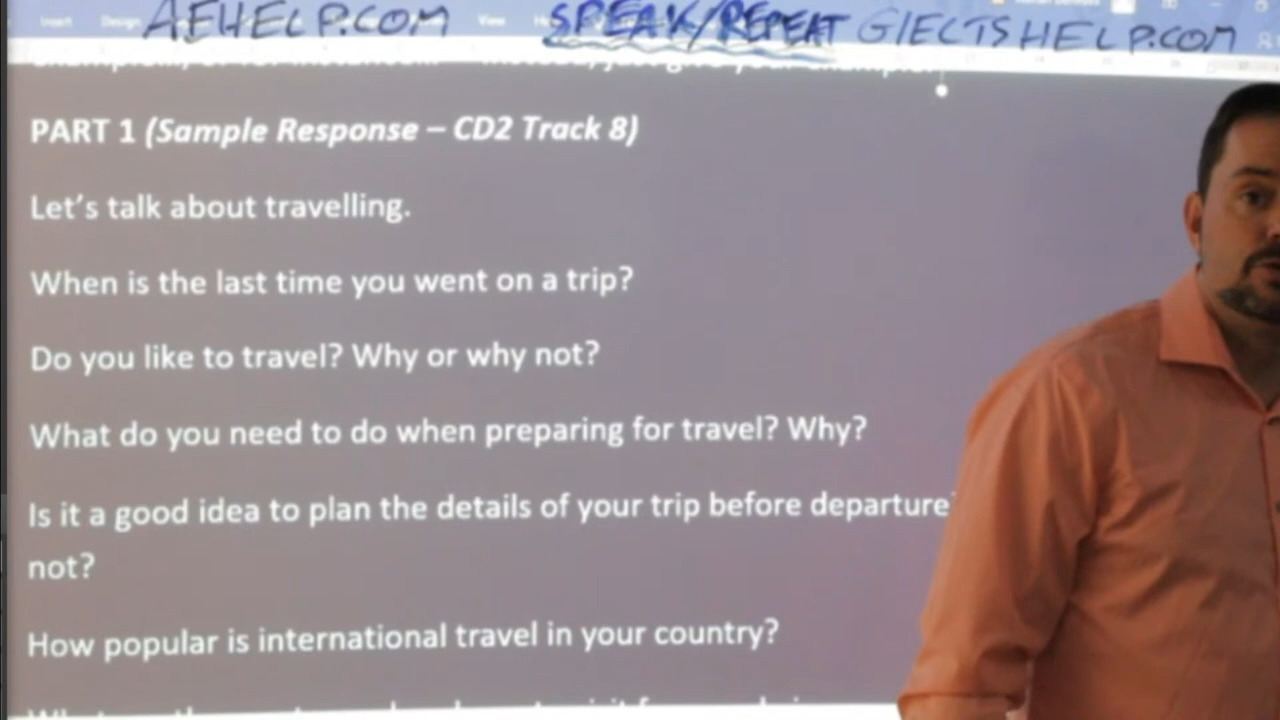 Insert
View
AEHELP.COM SPEAK/REPEAT GIELTSHELP.COM
PART 1 (Sample Response – CD2 Track 8)
Let's talk about travelling.
When is the last time you went on a trip?
Do you like to travel? Why or why not?
What do you need to do when preparing for travel? Why?
Is it a good idea to plan the details of your trip before departure
not?
How popular is international travel in your country?